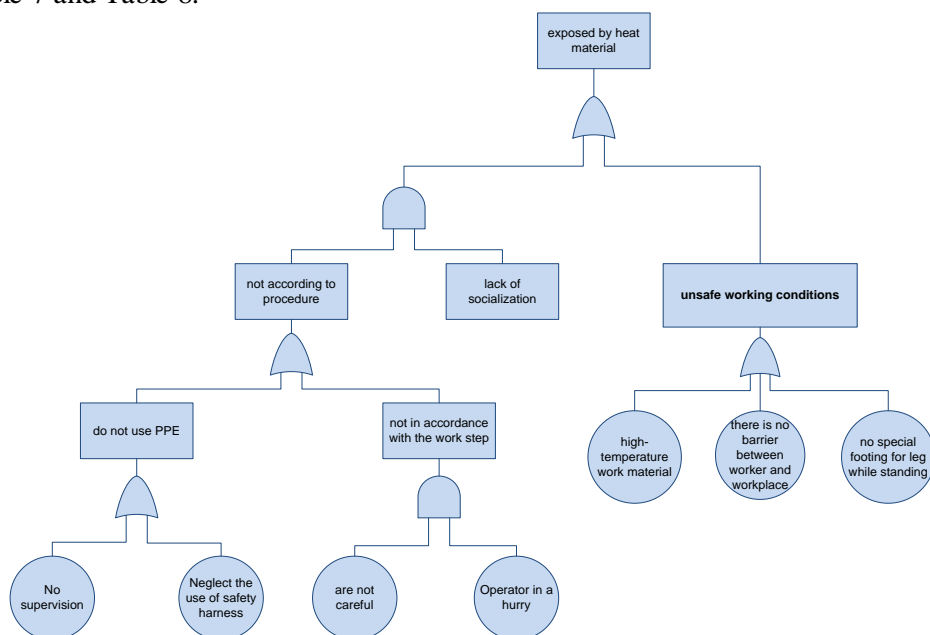 ble 7 and Table 8.
exposed by heat
material
not according to
procedure
lack of
socialization
unsafe working conditions
do not use PPE
not in accordance
with the work step
high-
temperature
work material
there is no
barrier
between
worker and
workplace
no special
footing for leg
while standing
No
supervision
Neglect the
use of safety
harness
are not
careful
Operator in a
hurry